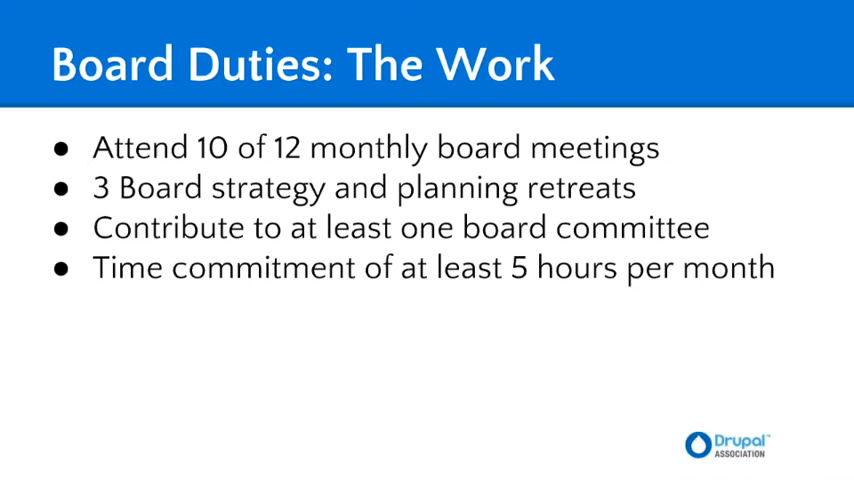 Board Duties: The Work
● Attend 10 of 12 monthly board meetings
● 3 Board strategy and planning retreats
● Contribute to at least one board committee
● Time commitment of at least 5 hours per month
Drupal™
ASSOCIATION